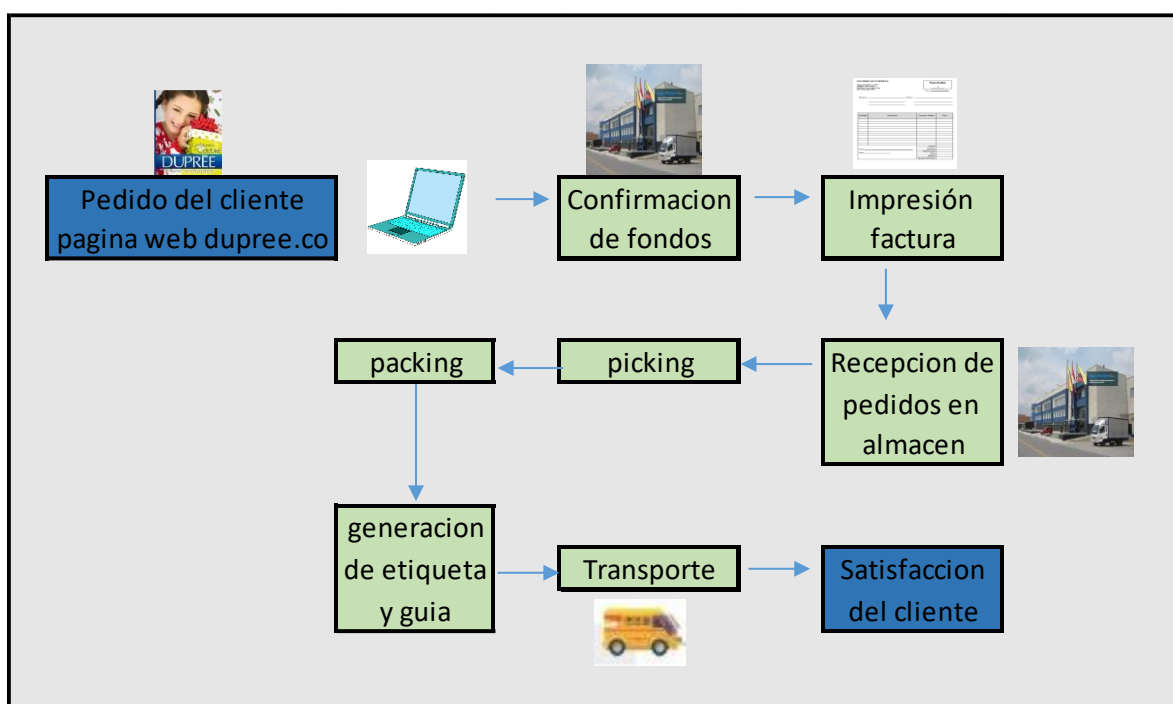 DUPRÉE
Pedido del cliente
pagina web dupree.co
Confirmacion
de fondos
Impresión
factura
Recepcion de
pedidos en
almacen
picking
packing
generacion
de etiqueta
y guia
Transporte
Satisfaccion
del cliente